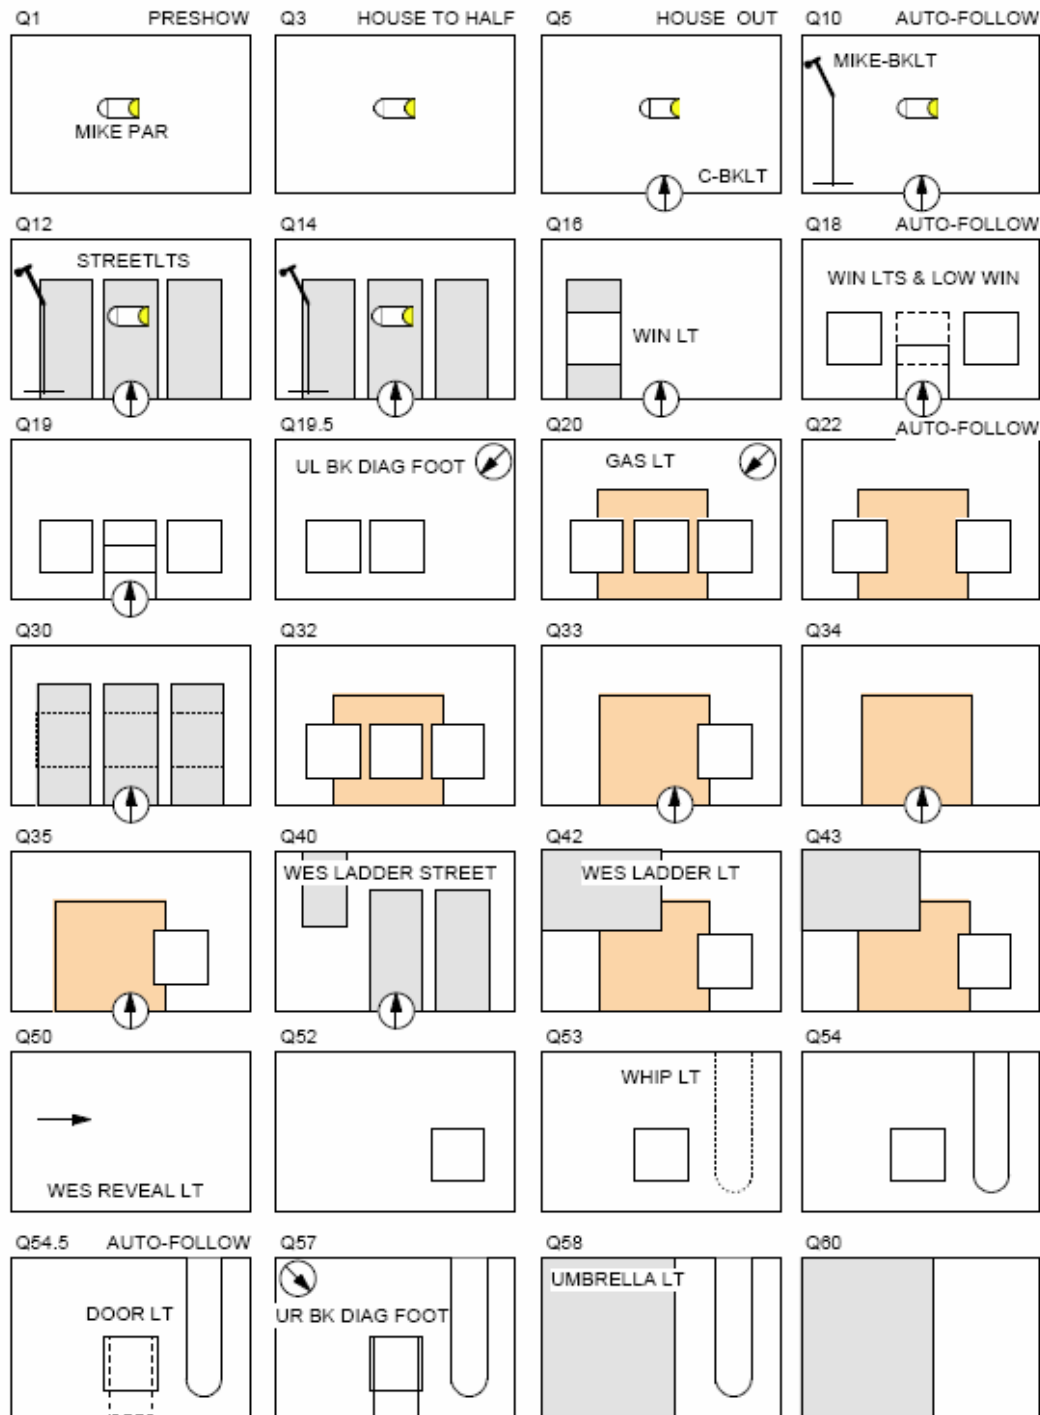 Q1 PRESHOW
Q3 HOUSE TO HALF
Q5 HOUSE OUT
Q10 AUTO-FOLLOW
MIKE PAR
C-BKLT
MIKE-BKLT
Q12
Q14
Q16
Q18 AUTO-FOLLOW
STREETLTS
WIN LT
WIN LTS & LOW WIN
Q19
Q19.5
Q20
Q22 AUTO-FOLLOW
UL BK DIAG FOOT
GAS LT
Q30
Q32
Q33
Q34
Q35
Q40
Q42
Q43
WES LADDER STREET
WES LADDER LT
Q50
Q52
Q53
Q54
WES REVEAL LT
WHIP LT
Q54.5 AUTO-FOLLOW
Q57
Q58
Q60
DOOR LT
UR BK DIAG FOOT
UMBRELLA LT